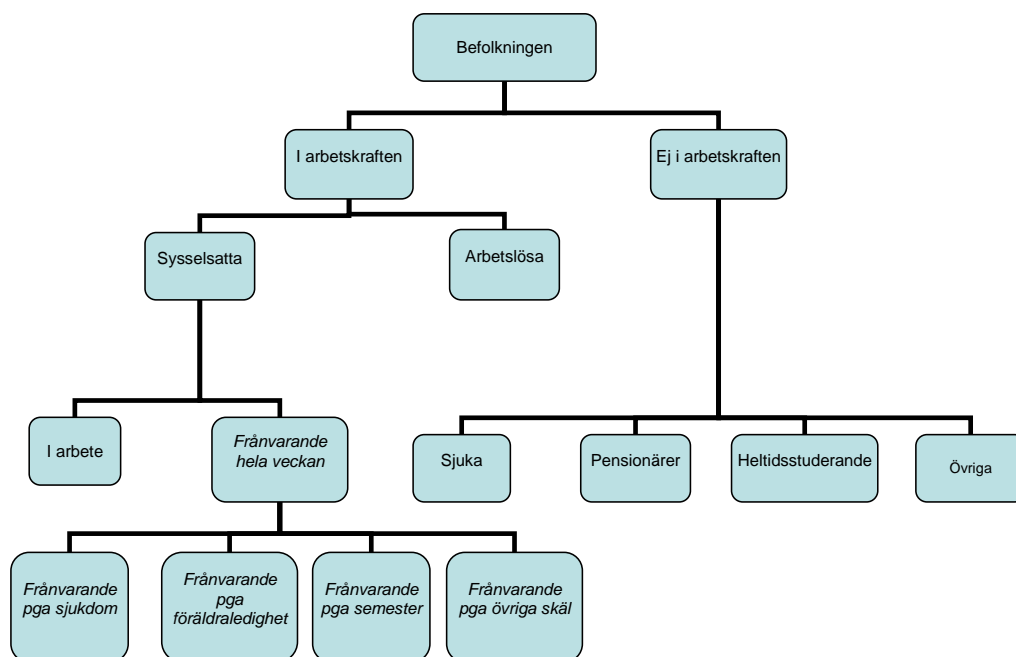 Befolkningen
I arbetskraften
Ej i arbetskraften
Sysselsatta
Arbetslösa
I arbete
Frånvarande
hela veckan
Sjuka
Pensionärer
Heltidsstuderande
Övriga
Frånvarande
pga sjukdom
Frånvarande
pga
föräldraledighet
Frånvarande
pga semester
Frånvarande
pga övriga skäl